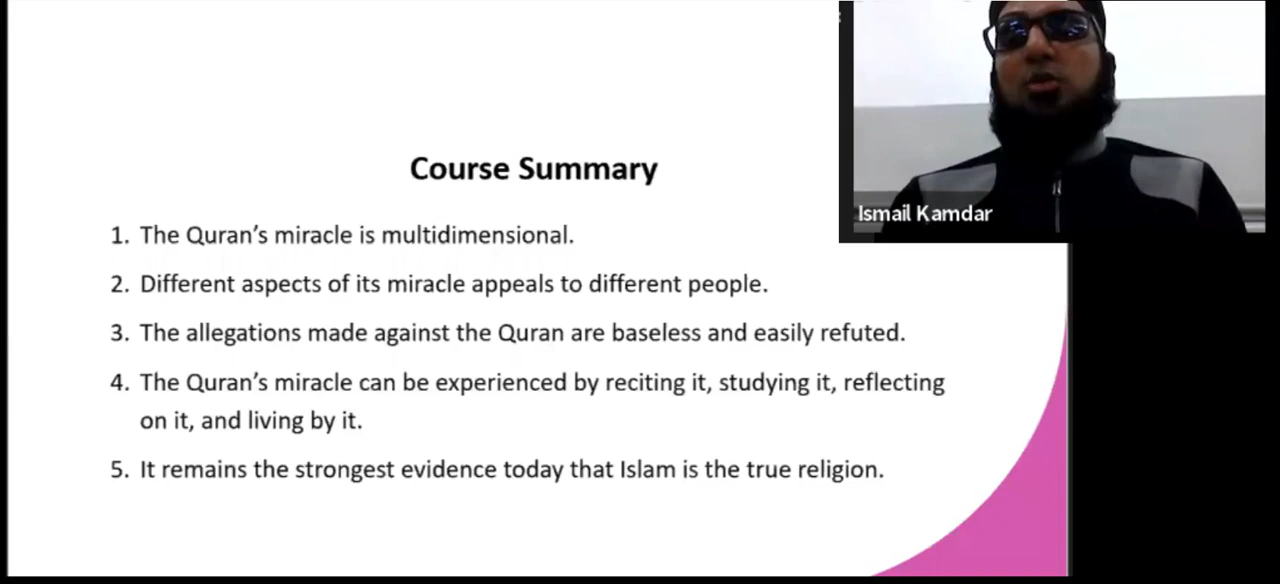 Course Summary
1. The Quran's miracle is multidimensional.
2. Different aspects of its miracle appeals to different people.
3. The allegations made against the Quran are baseless and easily refuted.
4. The Quran's miracle can be experienced by reciting it, studying it, reflecting
on it, and living by it.
5. It remains the strongest evidence today that Islam is the true religion.
Ismail Kamdar